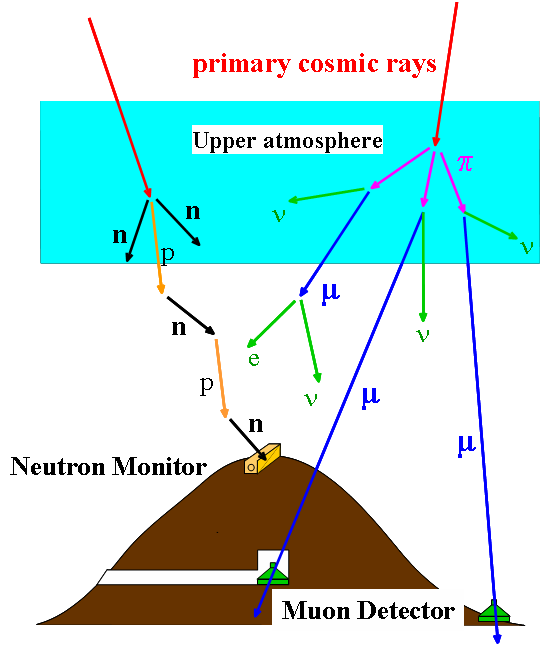 primary cosmic rays
Upper atmosphere
π
ν
n
n
p
ν
μ
n
ν
e
p
ν
μ
n
μ
Neutron Monitor
Muon Detector